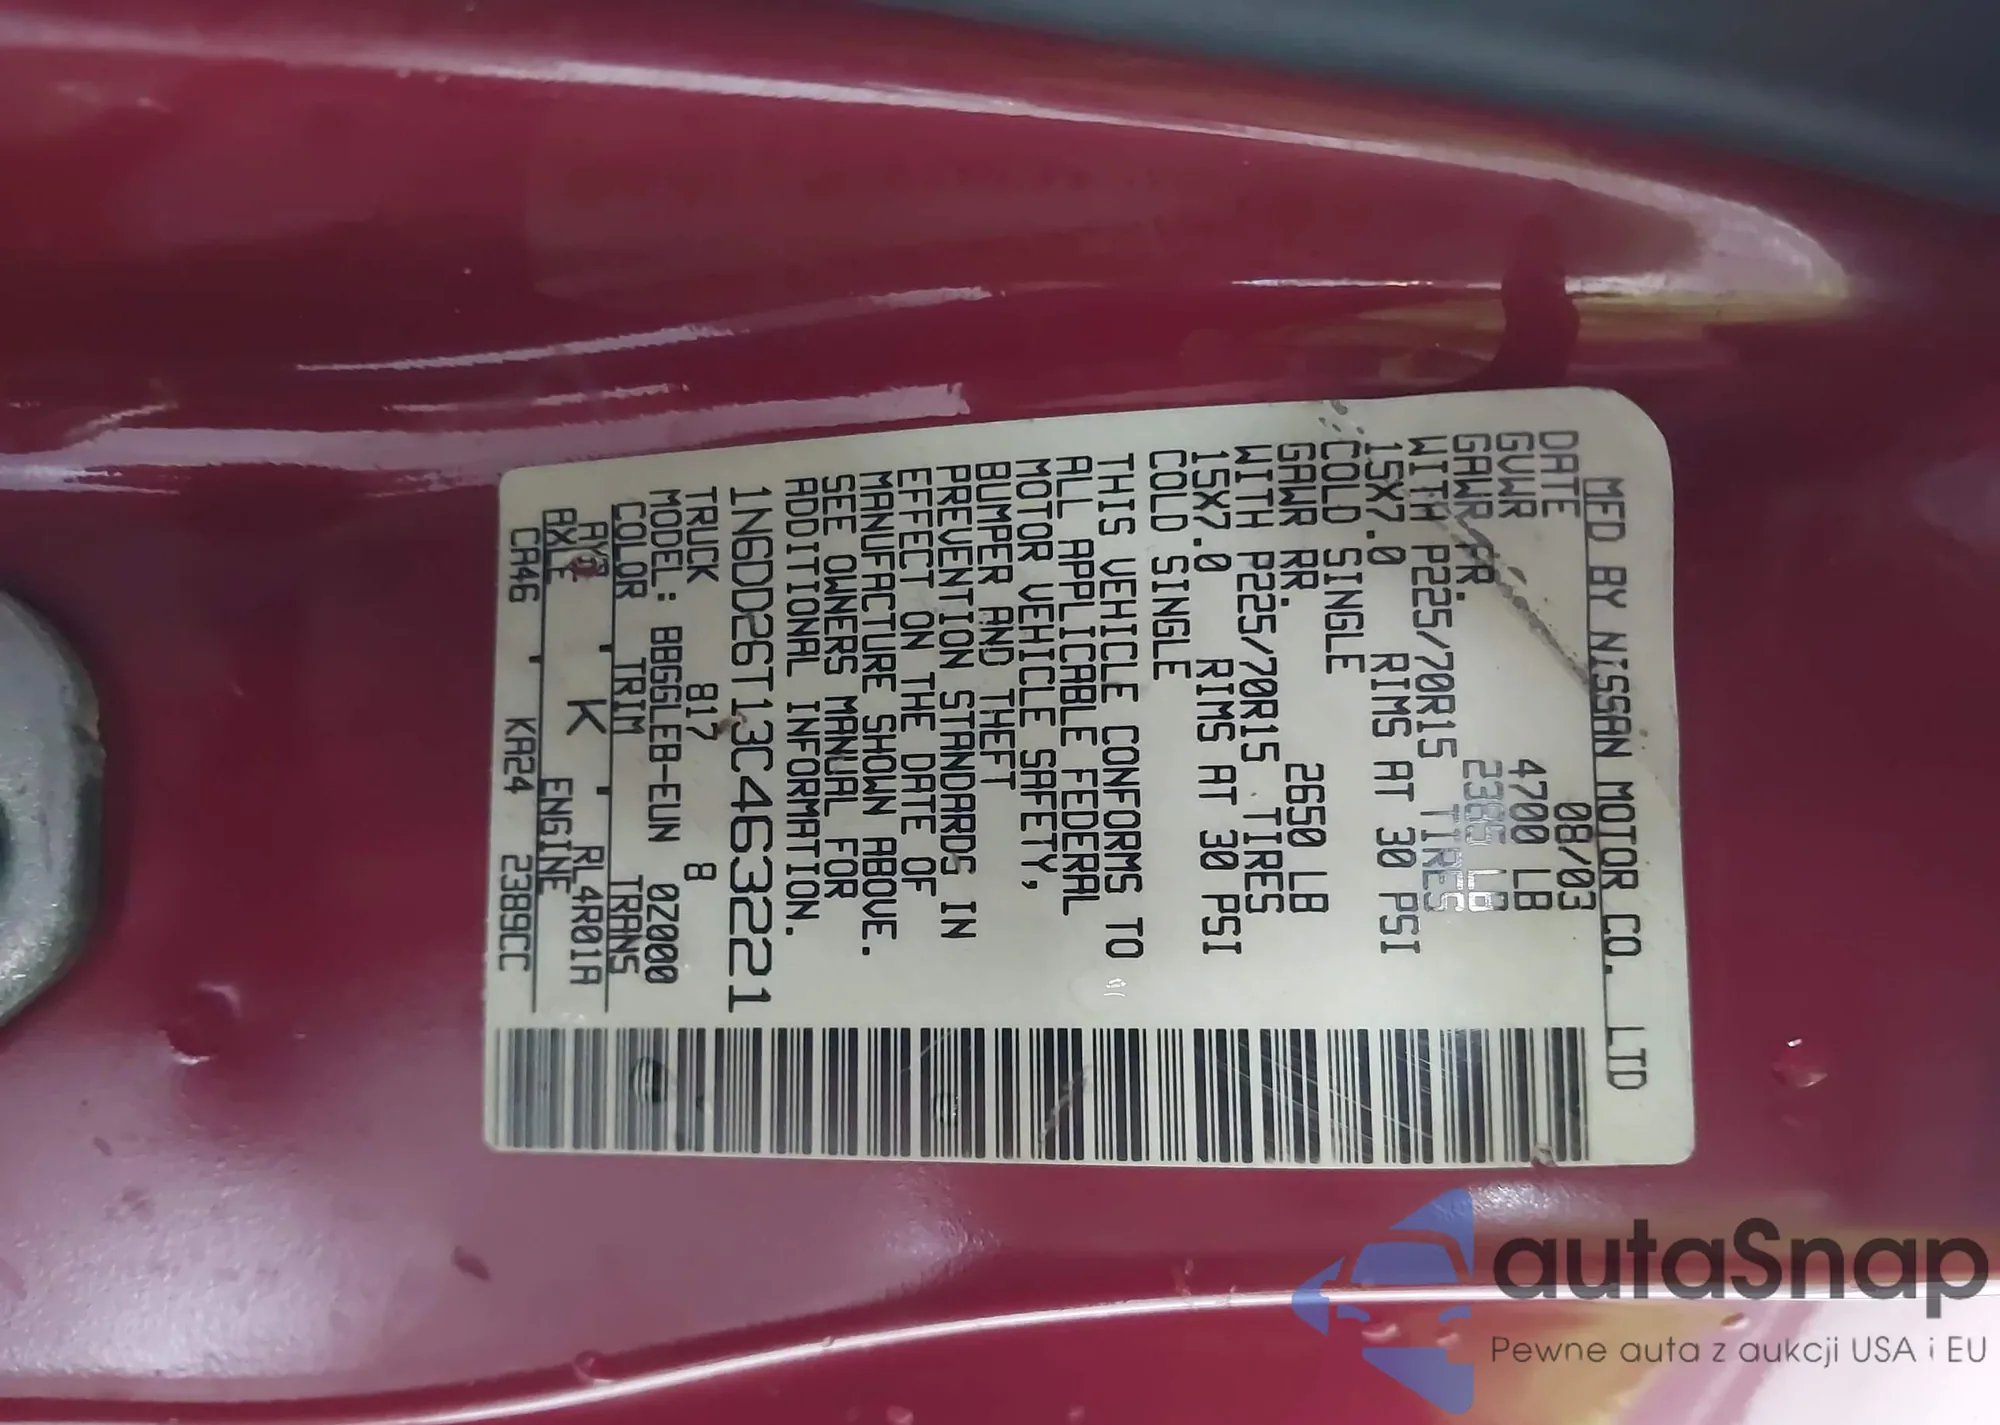 MFD BY NISSAN MOTOR CO. LTD
DATE 08/03
GVWR 4700 LB
GAWR FR. 2385 LB
WITH P225/70R15 TIRES
15X7.0 RIMS AT 30 PSI
COLD SINGLE
GAWR RR. 2650 LB
WITH P225/70R15 TIRES
15X7.0 RIMS AT 30 PSI
COLD SINGLE
THIS VEHICLE CONFORMS TO
ALL APPLICABLE FEDERAL
MOTOR VEHICLE SAFETY,
BUMPER AND THEFT
PREVENTION STANDARDS IN
EFFECT ON THE DATE OF
MANUFACTURE SHOWN ABOVE.
SEE OWNERS MANUAL FOR
ADDITIONAL INFORMATION.
1N6DD26T13C463221
TRUCK 817 8
MODEL: BBGGLEB-EUN 0Z000
COLOR TRIM TRANS
K RL4R01A
AXLE ENGINE
CA46 KA24 2389CC
autaSnap
Pewne auta z aukcji USA i EU